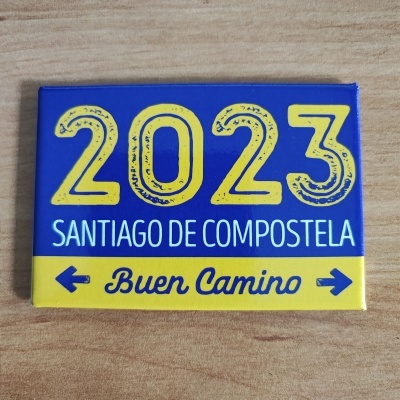 2023
SANTIAGO DE COMPOSTELA
← Buen Camino →